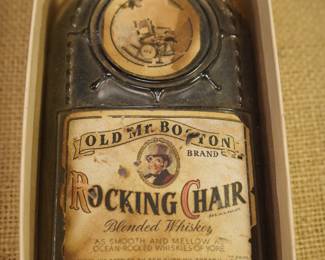 OLD Mr. BOSTON
BRAND
ROCKING CHAIR
Blended Whiskey
AS SMOOTH AND MELLOW AS
OCEAN-ROCKED WHISKIES OF YORE